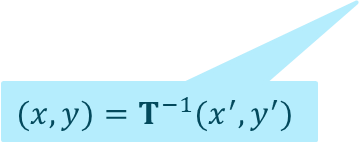 (x, y) = T⁻¹(x′, y′)